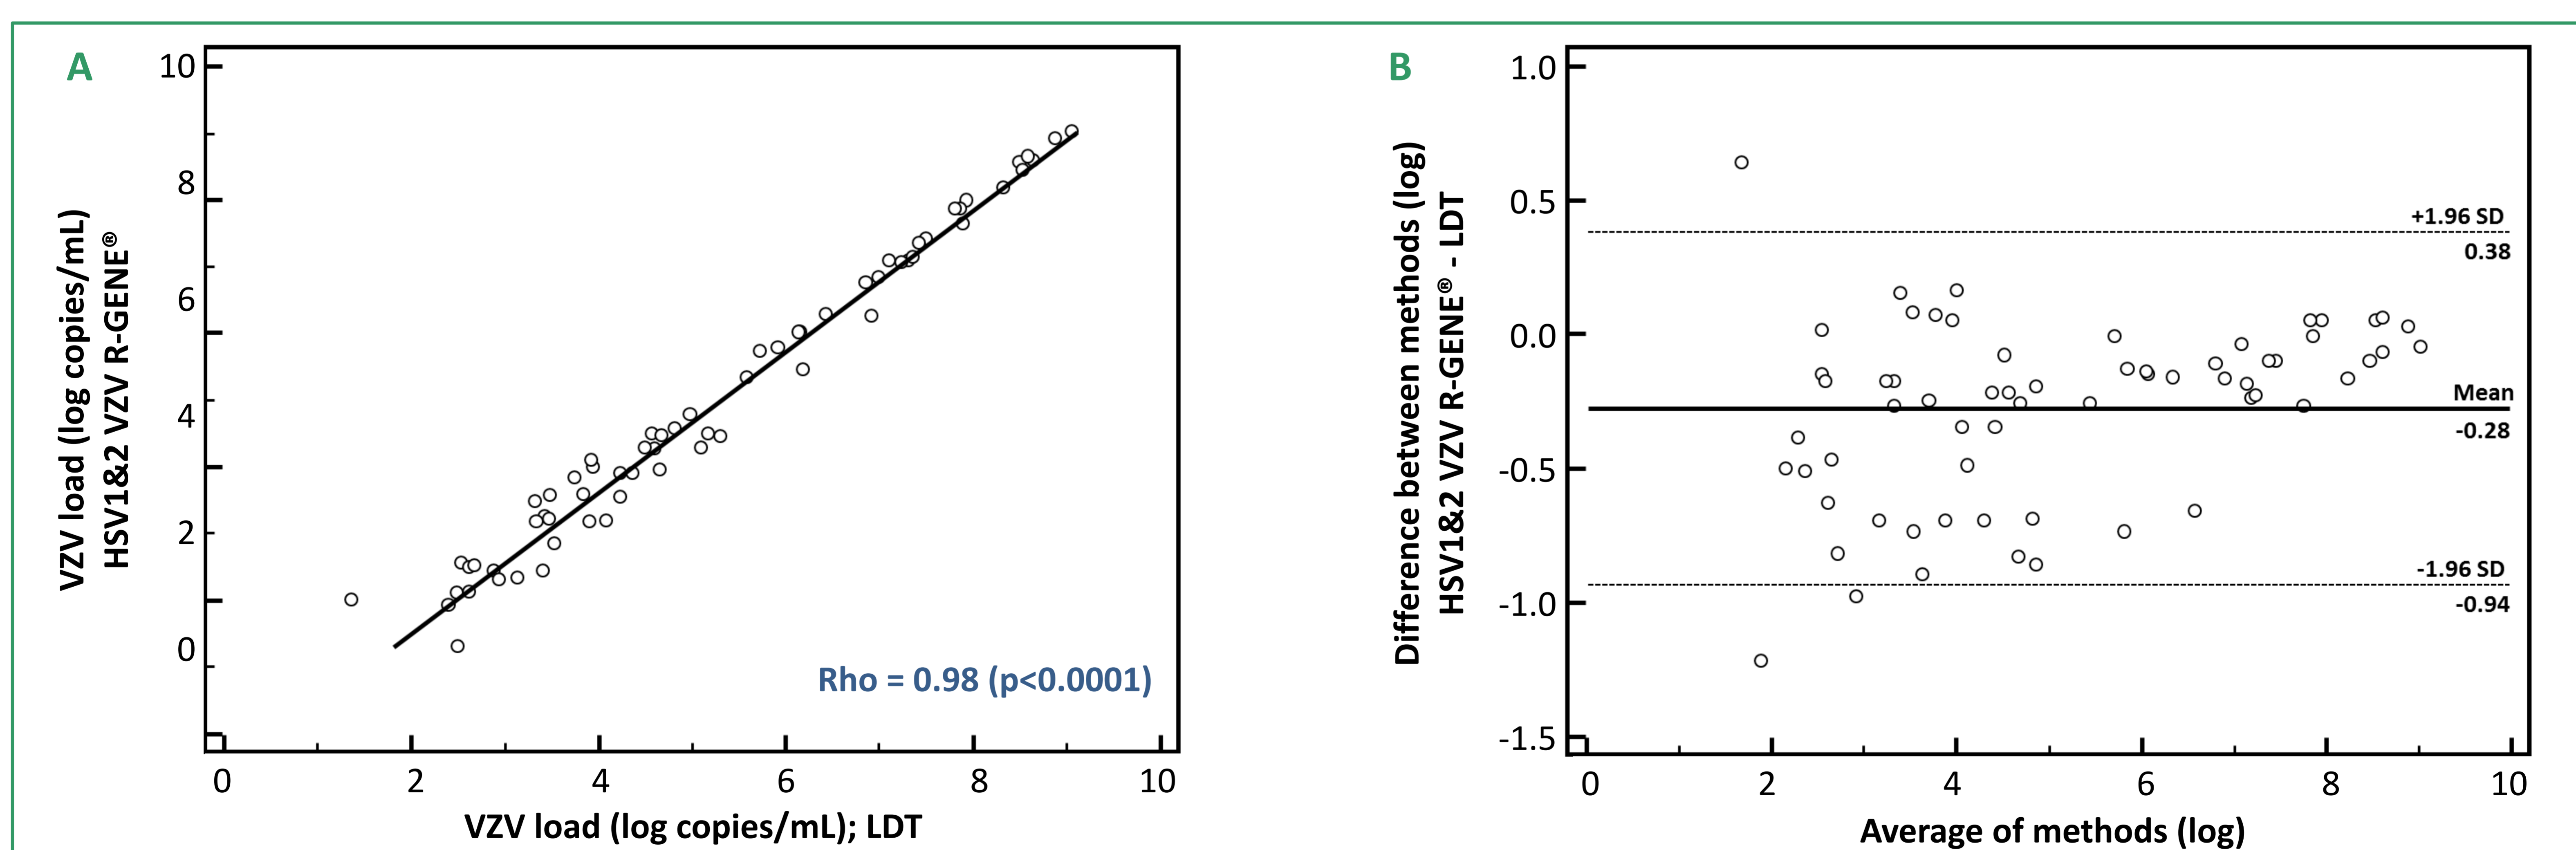 A
10
8
6
4
2
0
VZV load (log copies/mL)
HSV1&2 VZV R-GENE®
Rho = 0.98 (p<0.0001)
0 2 4 6 8 10
VZV load (log copies/mL); LDT
B
1.0
0.5
0.0
-0.5
-1.0
-1.5
Difference between methods (log)
HSV1&2 VZV R-GENE® - LDT
+1.96 SD
0.38
Mean
-0.28
-1.96 SD
-0.94
0 2 4 6 8 10
Average of methods (log)